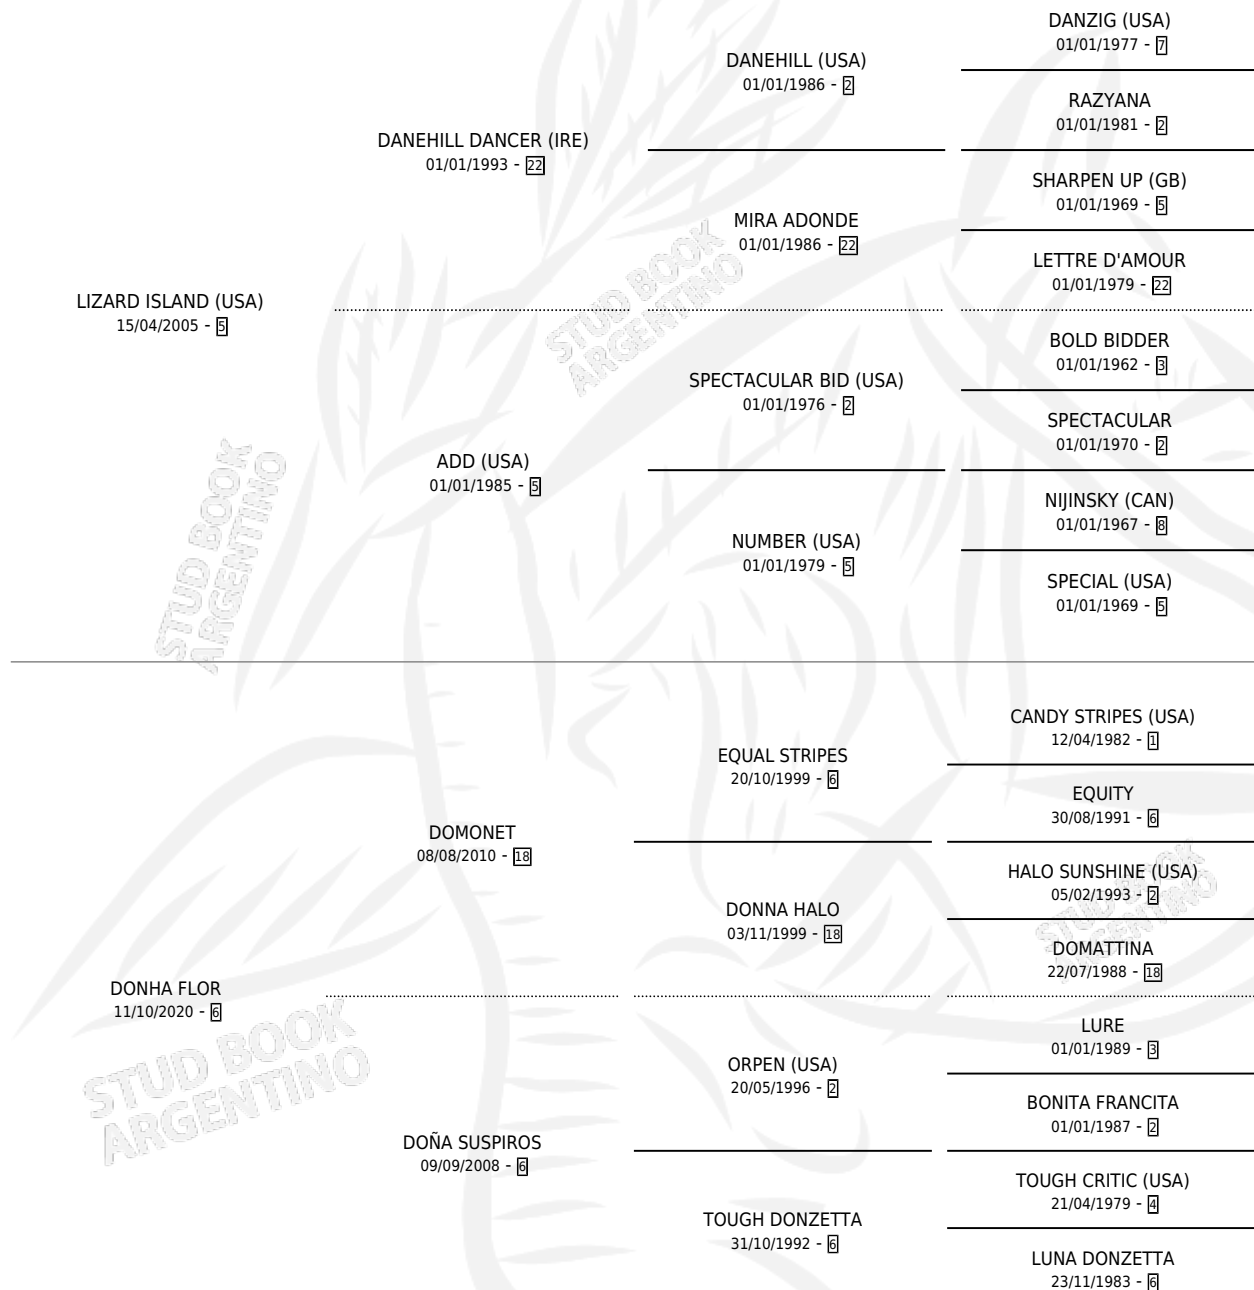 DANZIG (USA)
01/01/1977 - 7
DANEHILL (USA)
01/01/1986 - 2
RAZYANA
01/01/1981 - 2
DANEHILL DANCER (IRE)
01/01/1993 - 22
SHARPEN UP (GB)
01/01/1969 - 5
MIRA ADONDE
01/01/1986 - 22
LETTRE D'AMOUR
01/01/1979 - 22
LIZARD ISLAND (USA)
15/04/2005 - 5
BOLD BIDDER
01/01/1962 - 3
SPECTACULAR BID (USA)
01/01/1976 - 2
SPECTACULAR
01/01/1970 - 2
ADD (USA)
01/01/1985 - 5
NIJINSKY (CAN)
01/01/1967 - 8
NUMBER (USA)
01/01/1979 - 5
SPECIAL (USA)
01/01/1969 - 5
CANDY STRIPES (USA)
12/04/1982 - 1
EQUAL STRIPES
20/10/1999 - 6
EQUITY
30/08/1991 - 6
DOMONET
08/08/2010 - 18
HALO SUNSHINE (USA)
05/02/1993 - 2
DONNA HALO
03/11/1999 - 18
DOMATTINA
22/07/1988 - 18
DONHA FLOR
11/10/2020 - 6
LURE
01/01/1989 - 3
ORPEN (USA)
20/05/1996 - 2
BONITA FRANCITA
01/01/1987 - 2
DOÑA SUSPIROS
09/09/2008 - 6
TOUGH CRITIC (USA)
21/04/1979 - 4
TOUGH DONZETTA
31/10/1992 - 6
LUNA DONZETTA
23/11/1983 - 6
STUD BOOK
ARGENTINO
STUD BOOK
ARGENTINO
STUD BOOK
ARGENTINO
STUD BOOK
ARGENTINO